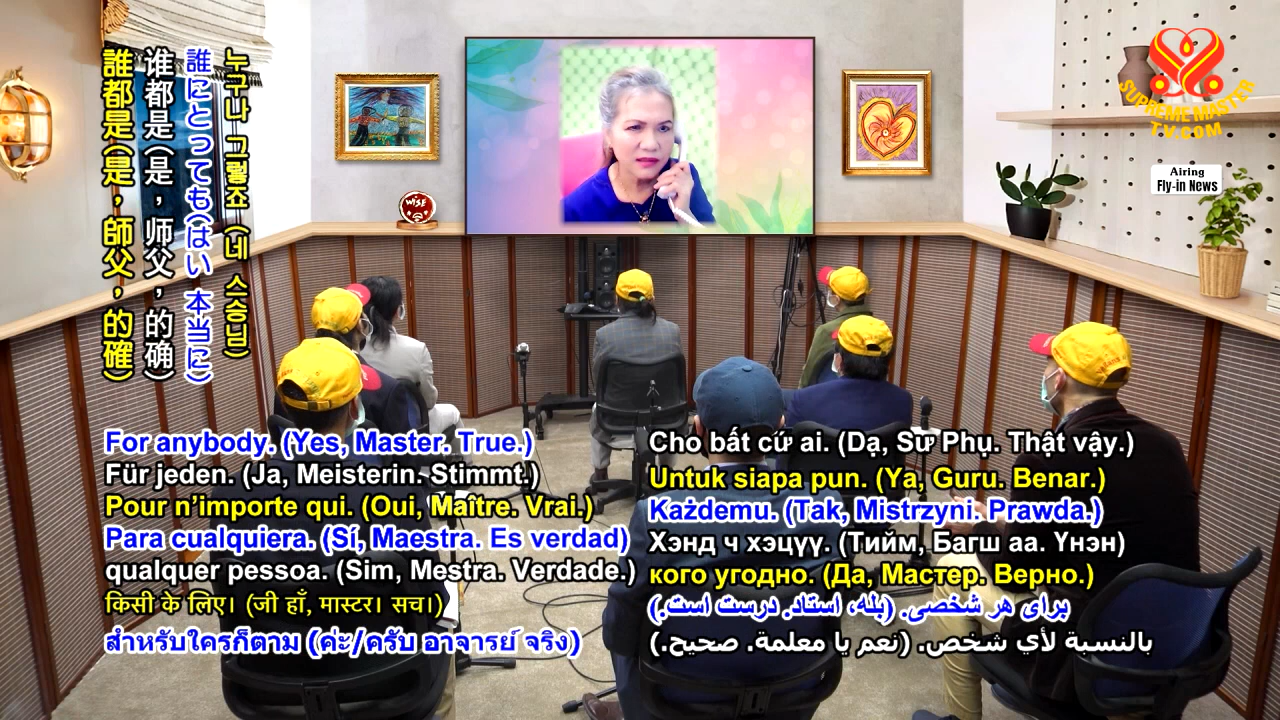 SUPREME MASTER
TV.COM
Airing
Fly-in News
WISE
누구나 그렇죠 (네 스승님)
誰にとっても(はい 本当に)
谁都是(是，师父，的确)
誰都是(是，師父，的確)
For anybody. (Yes, Master. True.)
Für jeden. (Ja, Meisterin. Stimmt.)
Pour n’importe qui. (Oui, Maître. Vrai.)
Para cualquiera. (Sí, Maestra. Es verdad)
qualquer pessoa. (Sim, Mestra. Verdade.)
किसी के लिए। (जी हाँ, मास्टर। सच।)
สำหรับใครก็ตาม (ค่ะ/ครับ อาจารย์ จริง)
Cho bất cứ ai. (Dạ, Sư Phụ. Thật vậy.)
Untuk siapa pun. (Ya, Guru. Benar.)
Każdemu. (Tak, Mistrzyni. Prawda.)
Хэнд ч хэцүү. (Тийм, Багш аа. Үнэн)
кого угодно. (Да, Мастер. Верно.)
برای هر شخصی. (بله، استاد. درست است.)
بالنسبة لأي شخص. (نعم يا معلمة. صحيح.)